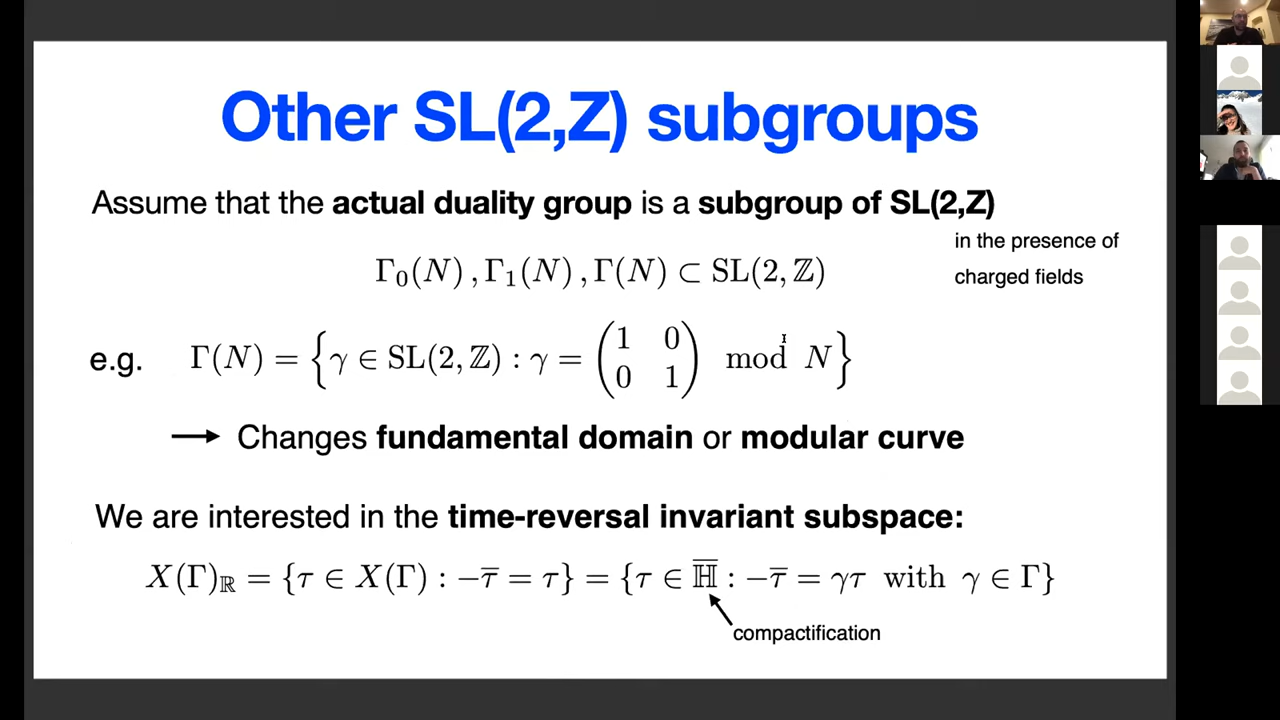 Other SL(2,Z) subgroups
Assume that the actual duality group is a subgroup of SL(2,Z)
in the presence of
charged fields
Γ₀(N) , Γ₁(N) , Γ(N) ⊂ SL(2, ℤ)
e.g. Γ(N) = {γ ∈ SL(2, ℤ) : γ = (1 0 0 1) mod N}
→ Changes fundamental domain or modular curve
We are interested in the time-reversal invariant subspace:
X(Γ)_ℝ = {τ ∈ X(Γ) : −τ̅ = τ} = {τ ∈ ℍ̅ : −τ̅ = γτ with γ ∈ Γ}
compactification